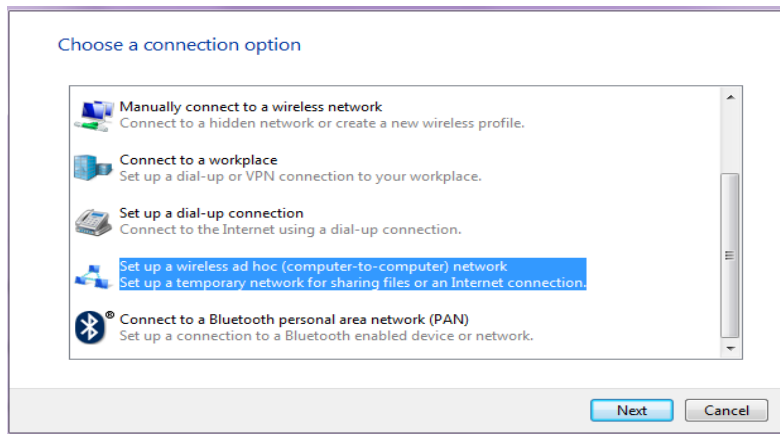 Choose a connection option
Manually connect to a wireless network
Connect to a hidden network or create a new wireless profile.
Connect to a workplace
Set up a dial-up or VPN connection to your workplace.
Set up a dial-up connection
Connect to the Internet using a dial-up connection.
Set up a wireless ad hoc (computer-to-computer) network
Set up a temporary network for sharing files or an Internet connection.
® Connect to a Bluetooth personal area network (PAN)
Set up a connection to a Bluetooth enabled device or network.
Next Cancel